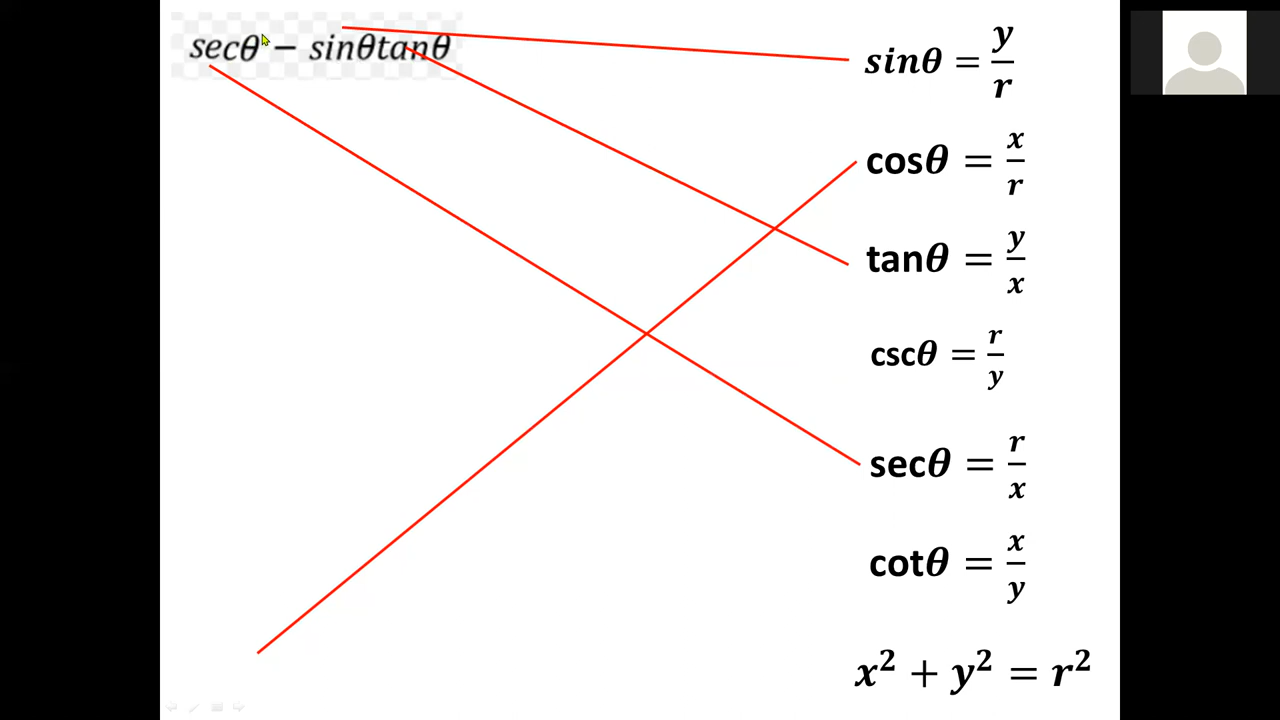 secθ − sinθtanθ
sinθ = y/r
cosθ = x/r
tanθ = y/x
cscθ = r/y
secθ = r/x
cotθ = x/y
x² + y² = r²